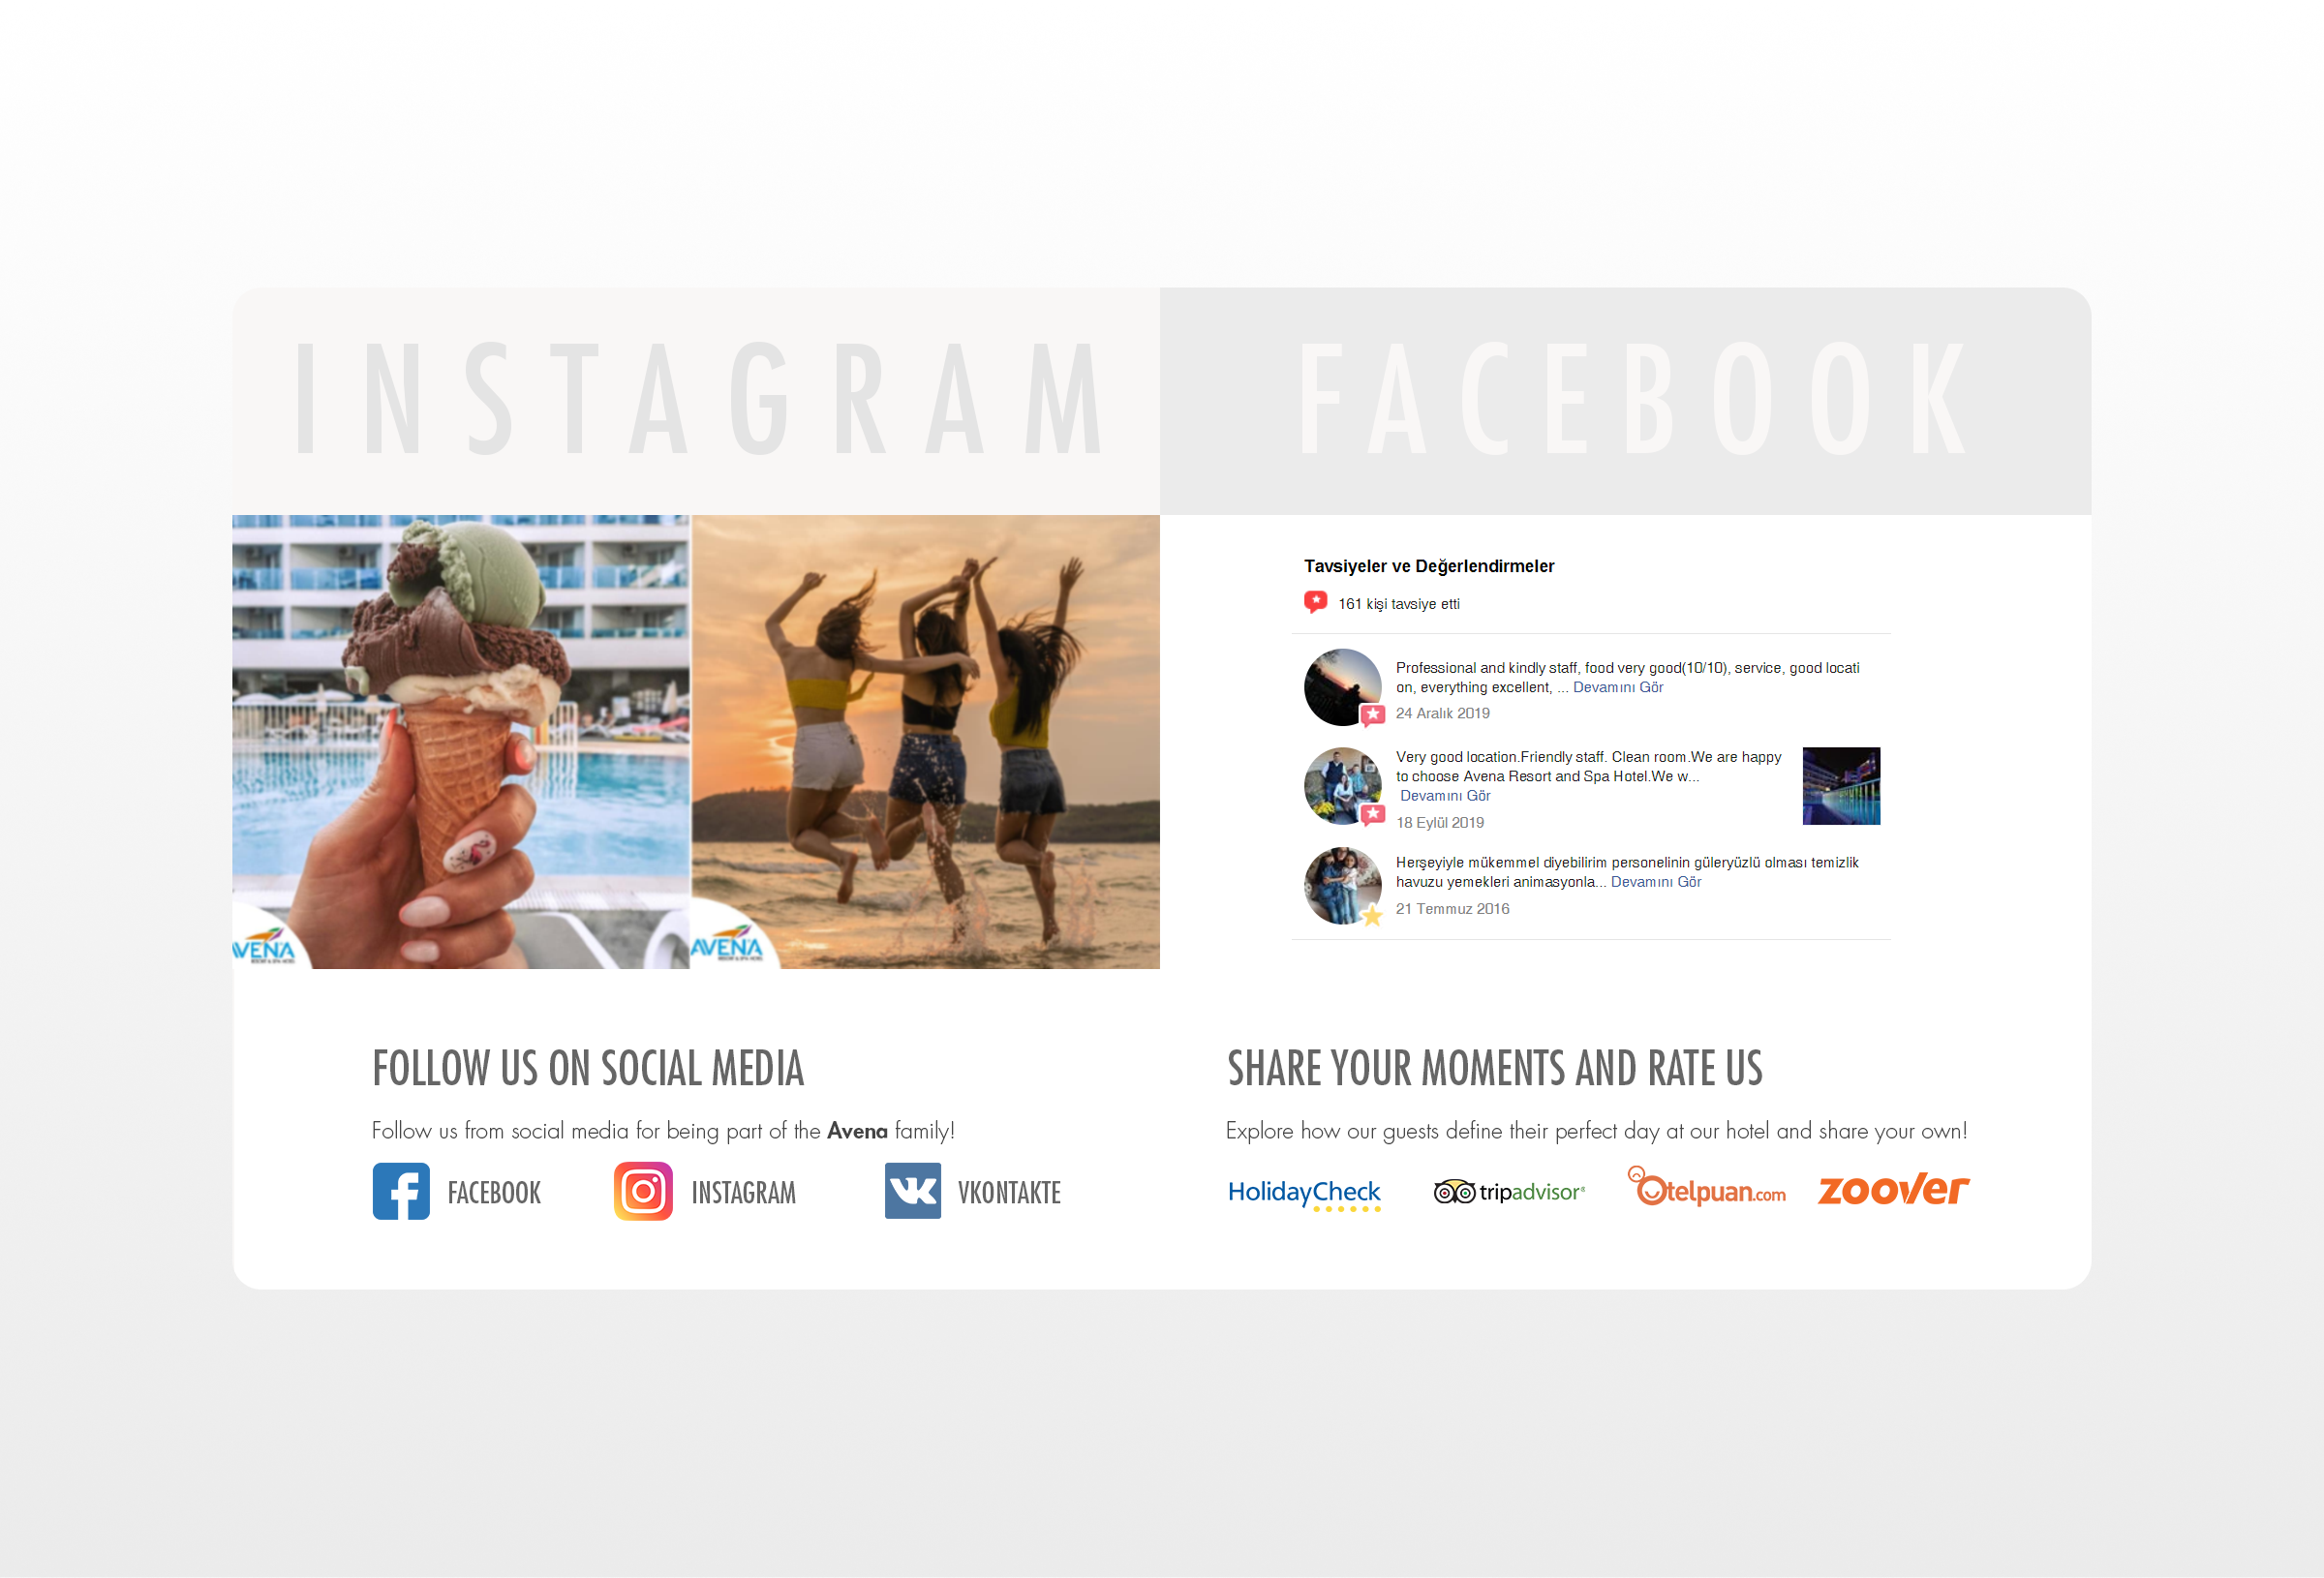 INSTAGRAM
FACEBOOK
AVENA
AVENA
Tavsiyeler ve Değerlendirmeler
161 kişi tavsiye etti
Professional and kindly staff, food very good(10/10), service, good locati
on, everything excellent, ... Devamını Gör
24 Aralık 2019
Very good location.Friendly staff. Clean room.We are happy
to choose Avena Resort and Spa Hotel.We w...
Devamını Gör
18 Eylül 2019
Herşeyiyle mükemmel diyebilirim personelinin güleryüzlü olması temizlik
havuzu yemekleri animasyonla... Devamını Gör
21 Temmuz 2016
FOLLOW US ON SOCIAL MEDIA
Follow us from social media for being part of the Avena family!
FACEBOOK
INSTAGRAM
VKONTAKTE
SHARE YOUR MOMENTS AND RATE US
Explore how our guests define their perfect day at our hotel and share your own!
HolidayCheck
tripadvisor®
Otelpuan.com
zoover